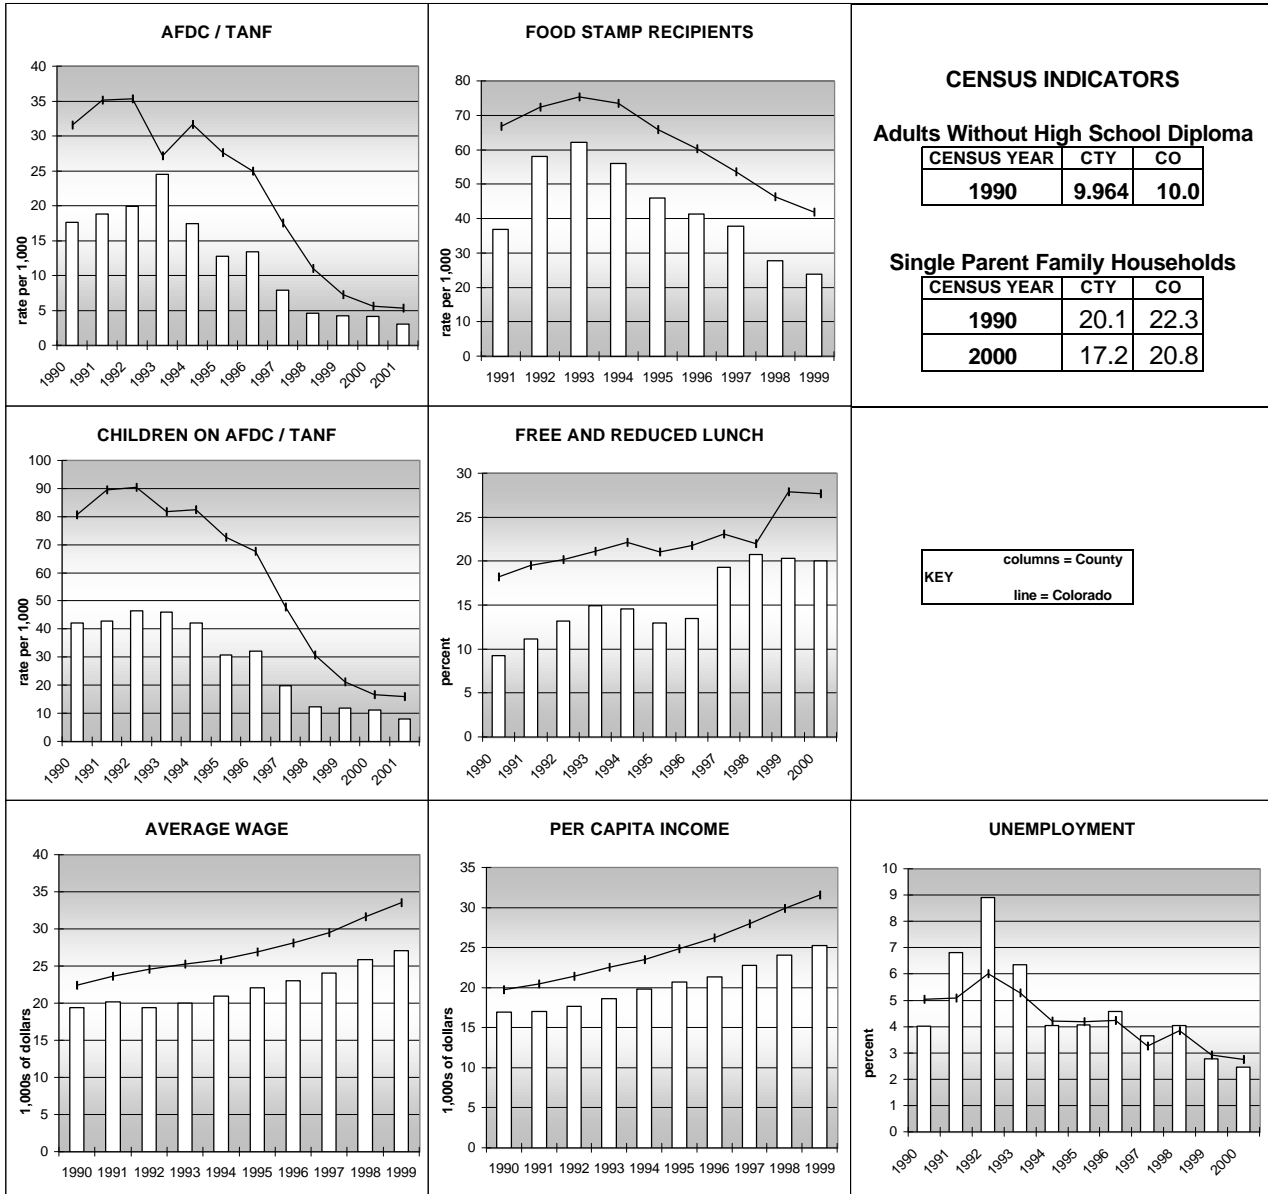 AFDC / TANF
rate per 1,000
40
35
30
25
20
15
10
5
0
1990 1991 1992 1993 1994 1995 1996 1997 1998 1999 2000 2001
FOOD STAMP RECIPIENTS
rate per 1,000
80
70
60
50
40
30
20
10
0
1991 1992 1993 1994 1995 1996 1997 1998 1999
CENSUS INDICATORS
Adults Without High School Diploma
CENSUS YEAR CTY CO
1990 9.964 10.0
Single Parent Family Households
CENSUS YEAR CTY CO
1990 20.1 22.3
2000 17.2 20.8
CHILDREN ON AFDC / TANF
rate per 1,000
100
90
80
70
60
50
40
30
20
10
0
1990 1991 1992 1993 1994 1995 1996 1997 1998 1999 2000 2001
FREE AND REDUCED LUNCH
percent
30
25
20
15
10
5
0
1990 1991 1992 1993 1994 1995 1996 1997 1998 1999 2000
columns = County
KEY
line = Colorado
AVERAGE WAGE
1,000s of dollars
40
35
30
25
20
15
10
5
0
1990 1991 1992 1993 1994 1995 1996 1997 1998 1999
PER CAPITA INCOME
1,000s of dollars
35
30
25
20
15
10
5
0
1990 1991 1992 1993 1994 1995 1996 1997 1998 1999
UNEMPLOYMENT
percent
10
9
8
7
6
5
4
3
2
1
0
1990 1991 1992 1993 1994 1995 1996 1997 1998 1999 2000